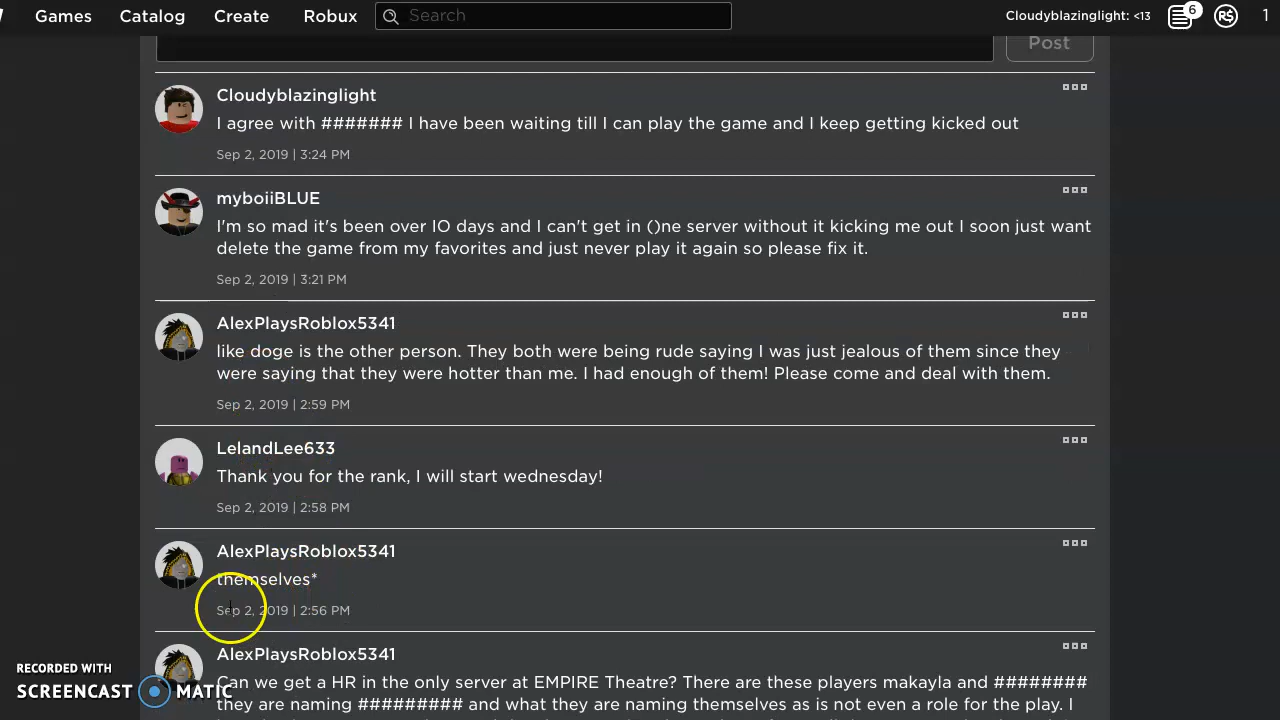 Games Catalog Create Robux Search Cloudyblazinglight: <13 6 R$ 1
Post
Cloudyblazinglight
I agree with ####### I have been waiting till I can play the game and I keep getting kicked out
Sep 2, 2019 | 3:24 PM
myboiiBLUE
I'm so mad it's been over IO days and I can't get in ()ne server without it kicking me out I soon just want
delete the game from my favorites and just never play it again so please fix it.
Sep 2, 2019 | 3:21 PM
AlexPlaysRoblox5341
like doge is the other person. They both were being rude saying I was just jealous of them since they
were saying that they were hotter than me. I had enough of them! Please come and deal with them.
Sep 2, 2019 | 2:59 PM
LelandLee633
Thank you for the rank, I will start wednesday!
Sep 2, 2019 | 2:58 PM
AlexPlaysRoblox5341
themselves*
Sep 2, 2019 | 2:56 PM
AlexPlaysRoblox5341
Can we get a HR in the only server at EMPIRE Theatre? There are these players makayla and ########
they are naming ######### and what they are naming themselves as is not even a role for the play. I
RECORDED WITH
SCREENCAST MATIC